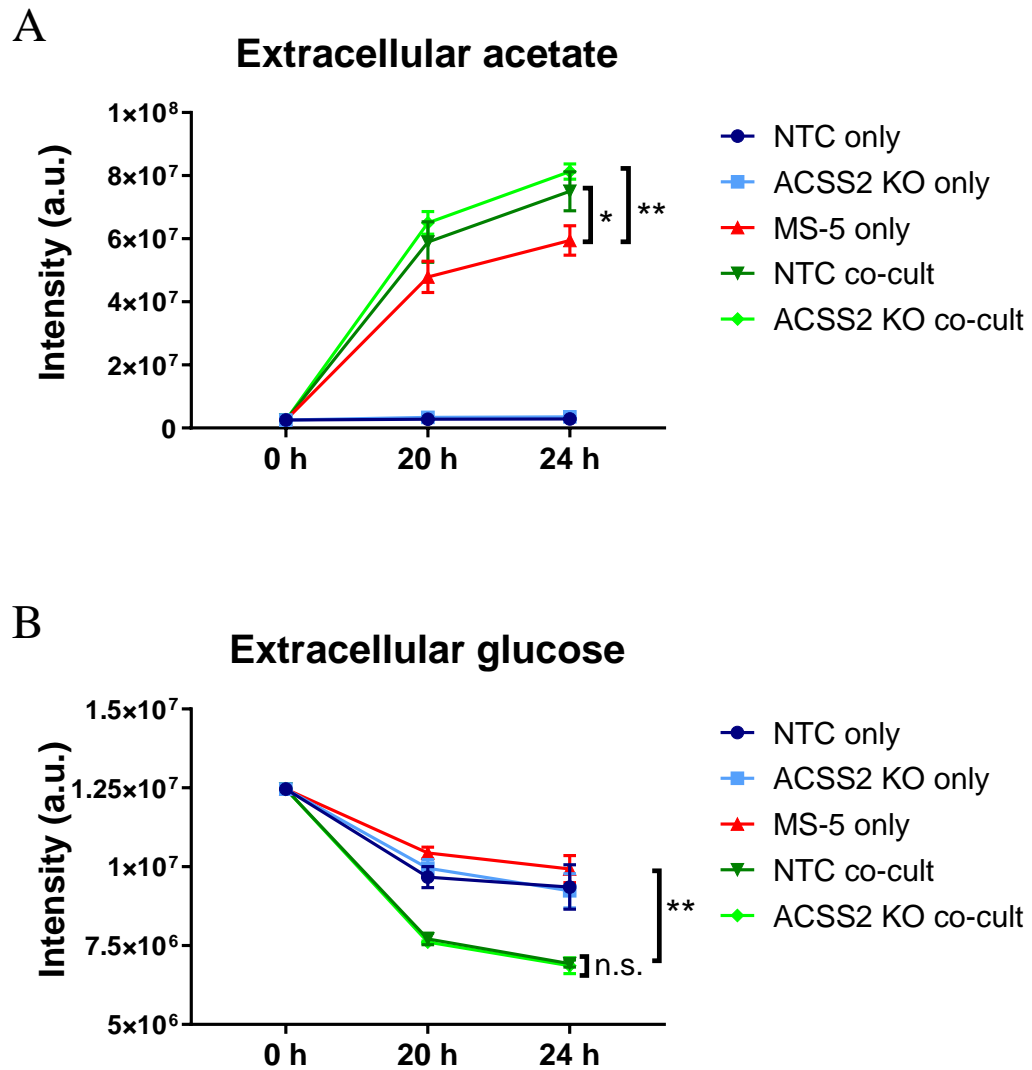 A
Extracellular acetate
Intensity (a.u.)
1×10⁸
8×10⁷
6×10⁷
4×10⁷
2×10⁷
0
0 h 20 h 24 h
* **
NTC only
ACSS2 KO only
MS-5 only
NTC co-cult
ACSS2 KO co-cult
B
Extracellular glucose
Intensity (a.u.)
1.5×10⁷
1.25×10⁷
1×10⁷
7.5×10⁶
5×10⁶
0 h 20 h 24 h
**
n.s.
NTC only
ACSS2 KO only
MS-5 only
NTC co-cult
ACSS2 KO co-cult